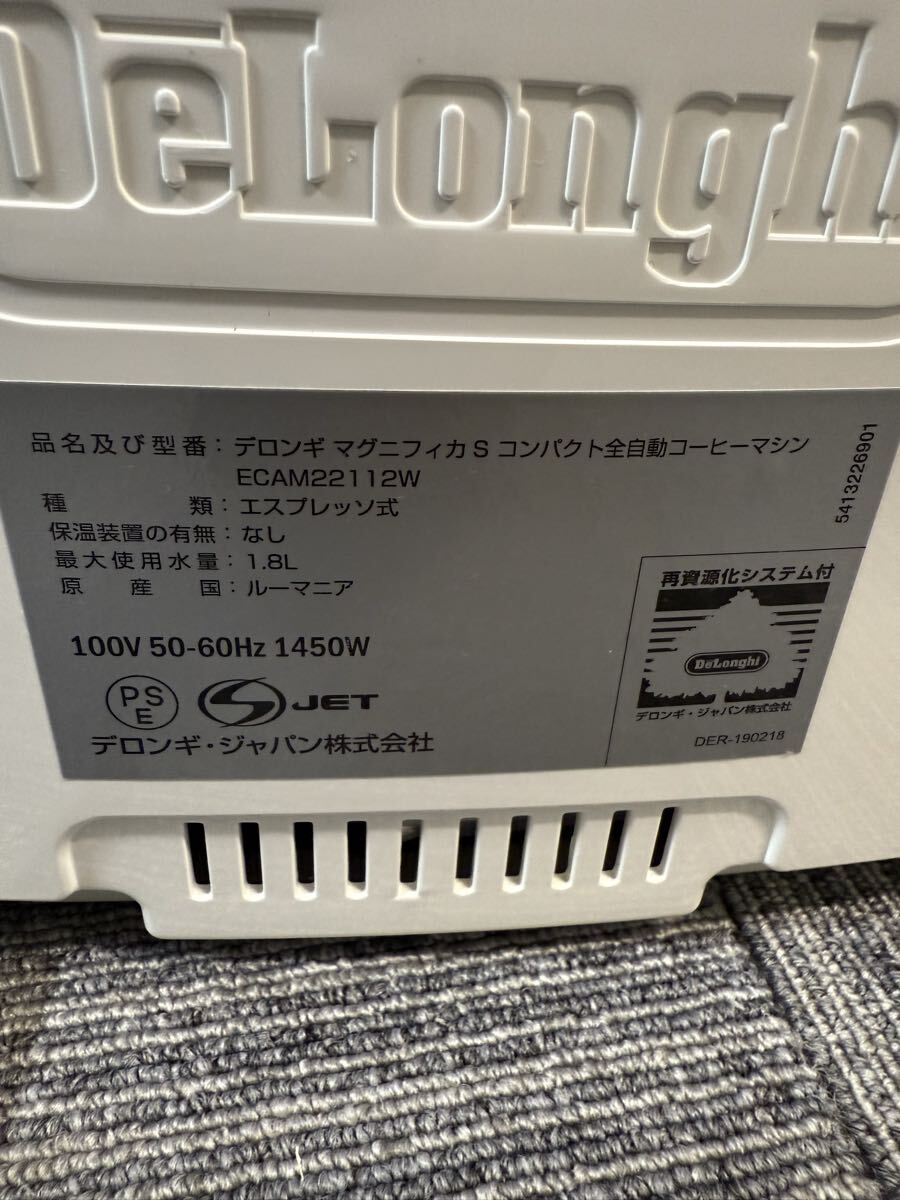 DeLongh
品名及び型番：デロンギ マグニフィカ S コンパクト全自動コーヒーマシン
ECAM22112W
種類：エスプレッソ式
保温装置の有無：なし
最大使用水量：1.8L
原産国：ルーマニア
100V 50-60Hz 1450W
PS
E
S JET
デロンギ・ジャパン株式会社
5413226901
再資源化システム付
DeLonghi
デロンギ・ジャパン株式会社
DER-190218